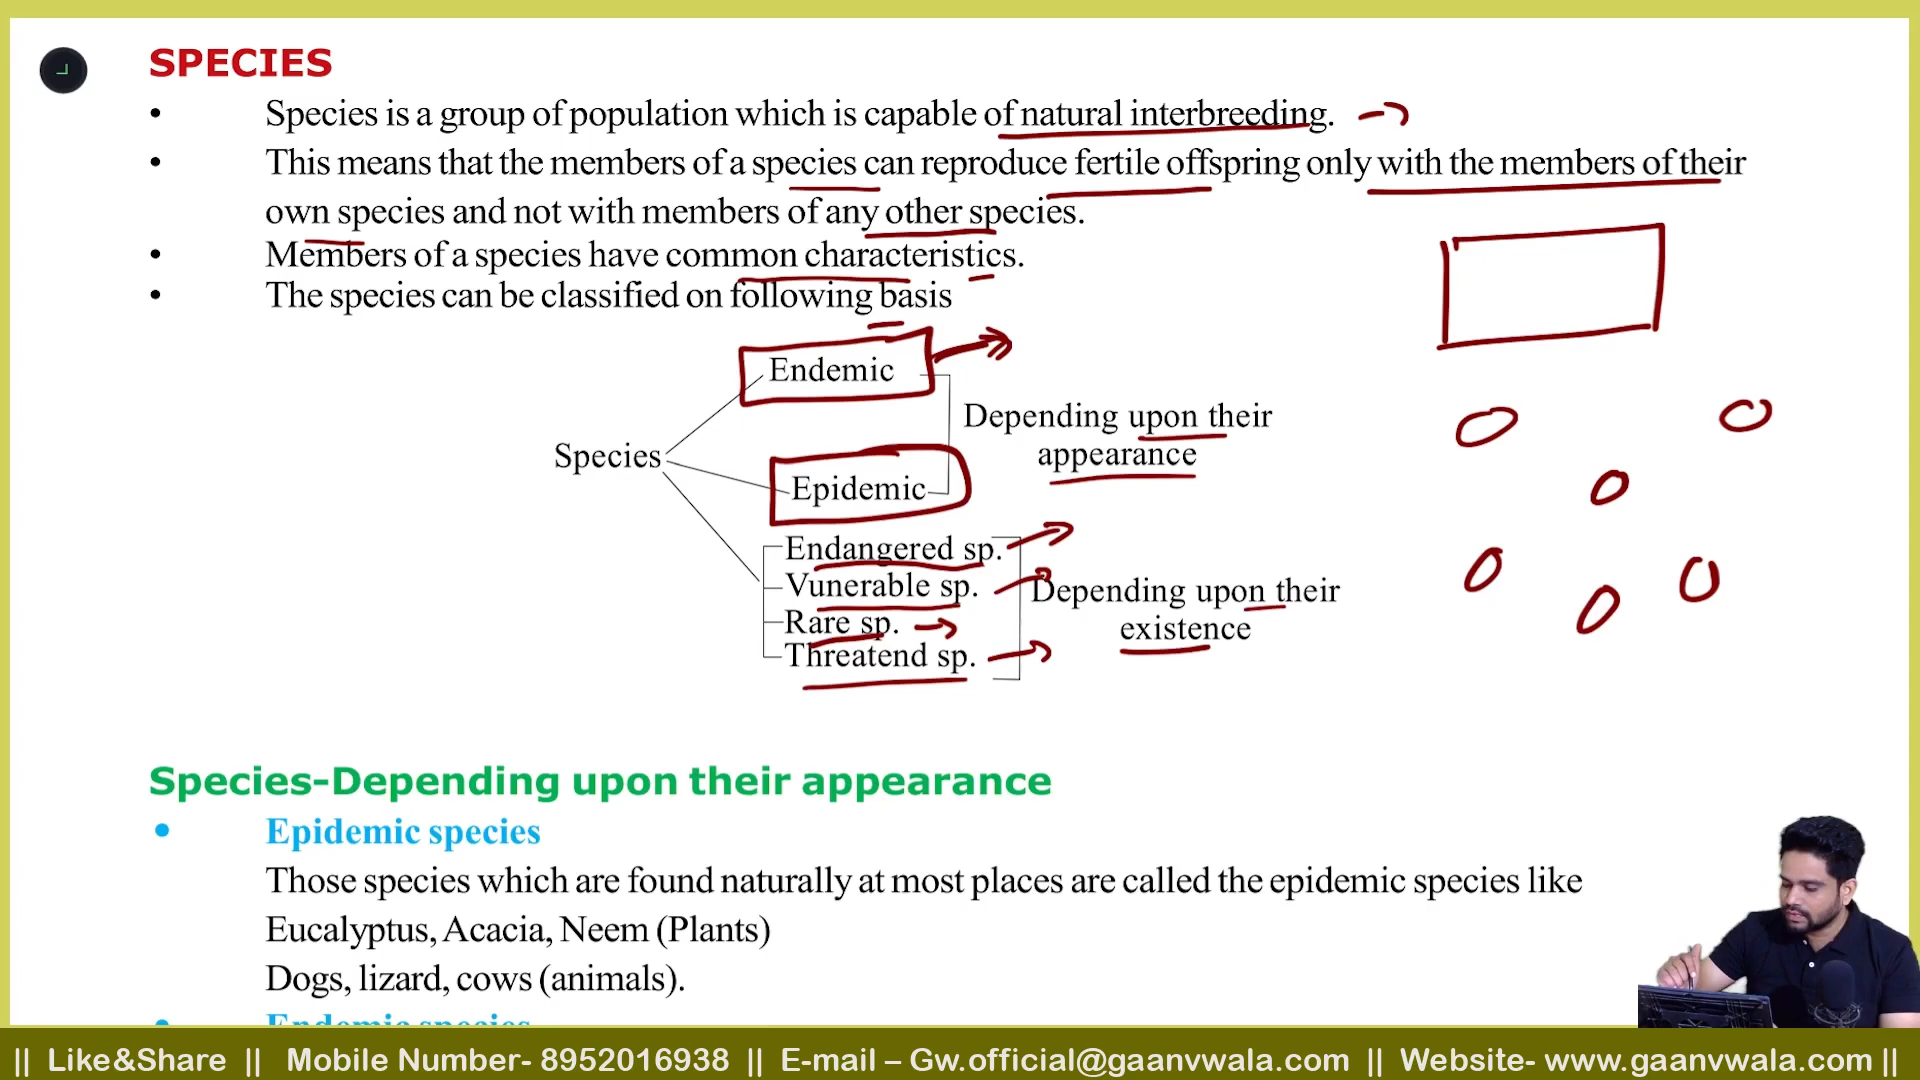 SPECIES
• Species is a group of population which is capable of natural interbreeding.
• This means that the members of a species can reproduce fertile offspring only with the members of their
own species and not with members of any other species.
• Members of a species have common characteristics.
• The species can be classified on following basis
Endemic
Depending upon their
appearance
Species
Epidemic
Endangered sp.
Vunerable sp.
Depending upon their
existence
Rare sp.
Threatend sp.
Species-Depending upon their appearance
• Epidemic species
Those species which are found naturally at most places are called the epidemic species like
Eucalyptus, Acacia, Neem (Plants)
Dogs, lizard, cows (animals).
• Endemic species
|| Like&Share || Mobile Number- 8952016938 || E-mail – Gw.official@gaanvwala.com || Website- www.gaanvwala.com ||